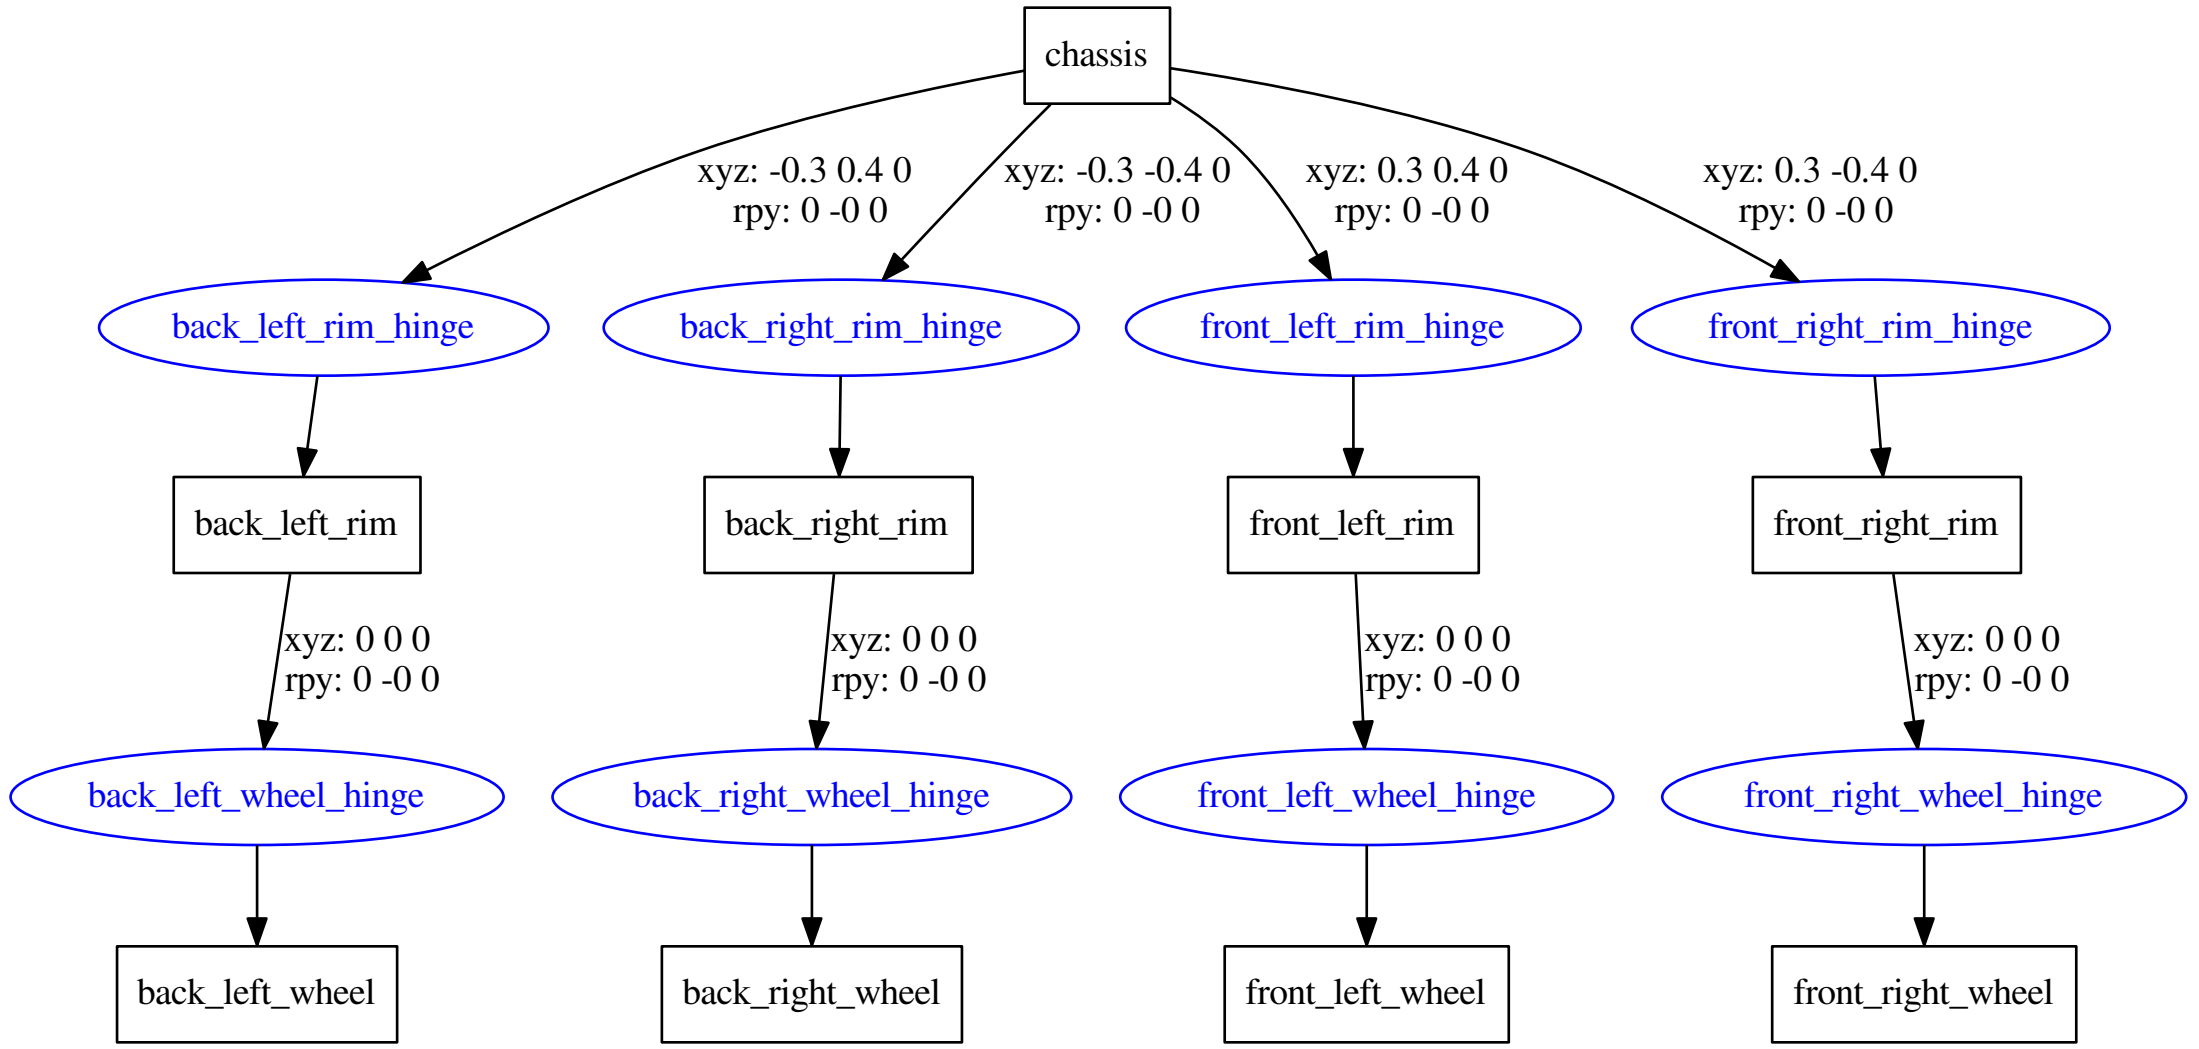 chassis
xyz: -0.3 0.4 0
rpy: 0 -0 0
xyz: -0.3 -0.4 0
rpy: 0 -0 0
xyz: 0.3 0.4 0
rpy: 0 -0 0
xyz: 0.3 -0.4 0
rpy: 0 -0 0
back_left_rim_hinge
back_right_rim_hinge
front_left_rim_hinge
front_right_rim_hinge
back_left_rim
back_right_rim
front_left_rim
front_right_rim
xyz: 0 0 0
rpy: 0 -0 0
xyz: 0 0 0
rpy: 0 -0 0
xyz: 0 0 0
rpy: 0 -0 0
xyz: 0 0 0
rpy: 0 -0 0
back_left_wheel_hinge
back_right_wheel_hinge
front_left_wheel_hinge
front_right_wheel_hinge
back_left_wheel
back_right_wheel
front_left_wheel
front_right_wheel